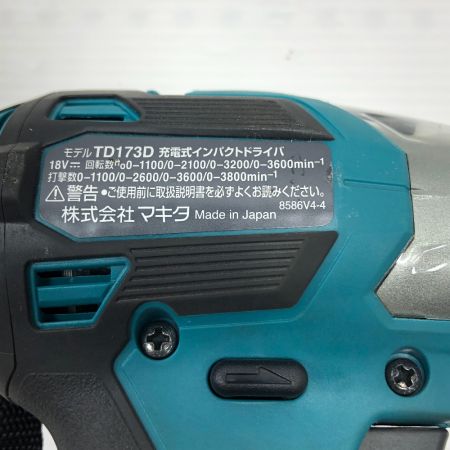 モデル TD173D 充電式インパクトドライバ
18V⎓ 回転数n₀0-1100/0-2100/0-3200/0-3600min⁻¹
打撃数0-1100/0-2600/0-3600/0-3800min⁻¹
⚠警告 •ご使用前に取扱説明書を必ずよくお読みください。
8586V4-4
株式会社 マキタ Made in Japan